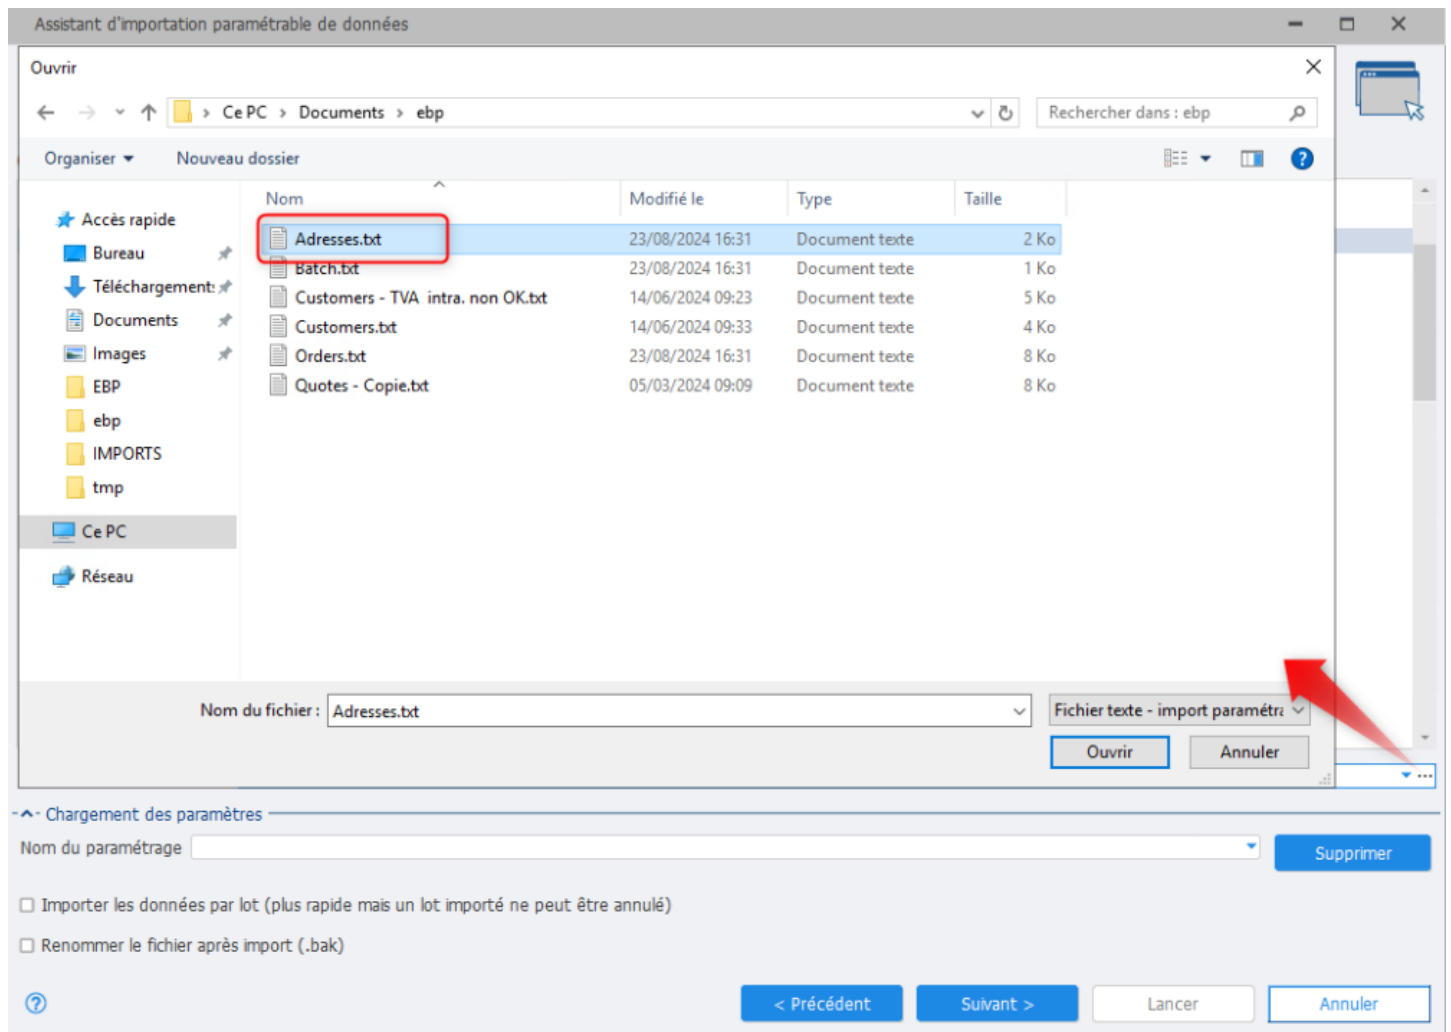 Assistant d'importation paramétrable de données
Ouvrir
Ce PC > Documents > ebp
Rechercher dans : ebp
Organiser
Nouveau dossier
Nom Modifié le Type Taille
Accès rapide
Bureau
Téléchargements
Documents
Images
EBP
ebp
IMPORTS
tmp
Ce PC
Réseau
Adresses.txt 23/08/2024 16:31 Document texte 2 Ko
Batch.txt 23/08/2024 16:31 Document texte 1 Ko
Customers - TVA intra. non OK.txt 14/06/2024 09:23 Document texte 5 Ko
Customers.txt 14/06/2024 09:33 Document texte 4 Ko
Orders.txt 23/08/2024 16:31 Document texte 8 Ko
Quotes - Copie.txt 05/03/2024 09:09 Document texte 8 Ko
Nom du fichier : Adresses.txt
Fichier texte - import paramétra
Ouvrir
Annuler
Chargement des paramètres
Nom du paramétrage
Supprimer
Importer les données par lot (plus rapide mais un lot importé ne peut être annulé)
Renommer le fichier après import (.bak)
< Précédent
Suivant >
Lancer
Annuler